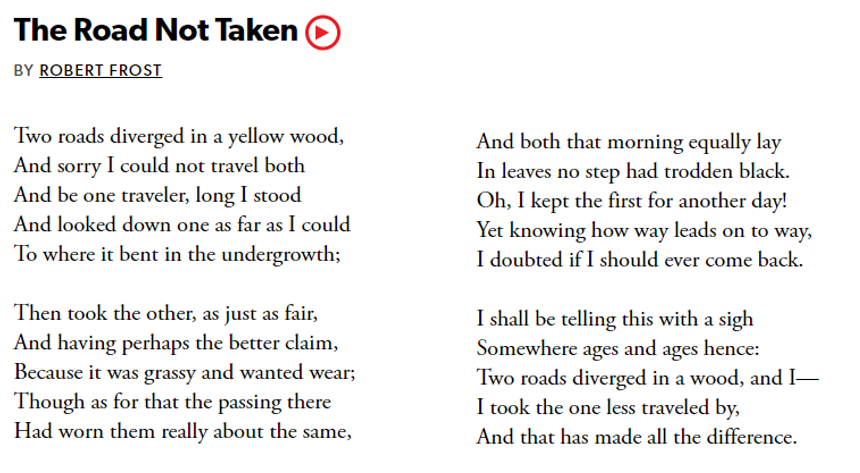 The Road Not Taken
BY ROBERT FROST
Two roads diverged in a yellow wood,
And sorry I could not travel both
And be one traveler, long I stood
And looked down one as far as I could
To where it bent in the undergrowth;
Then took the other, as just as fair,
And having perhaps the better claim,
Because it was grassy and wanted wear;
Though as for that the passing there
Had worn them really about the same,
And both that morning equally lay
In leaves no step had trodden black.
Oh, I kept the first for another day!
Yet knowing how way leads on to way,
I doubted if I should ever come back.
I shall be telling this with a sigh
Somewhere ages and ages hence:
Two roads diverged in a wood, and I—
I took the one less traveled by,
And that has made all the difference.